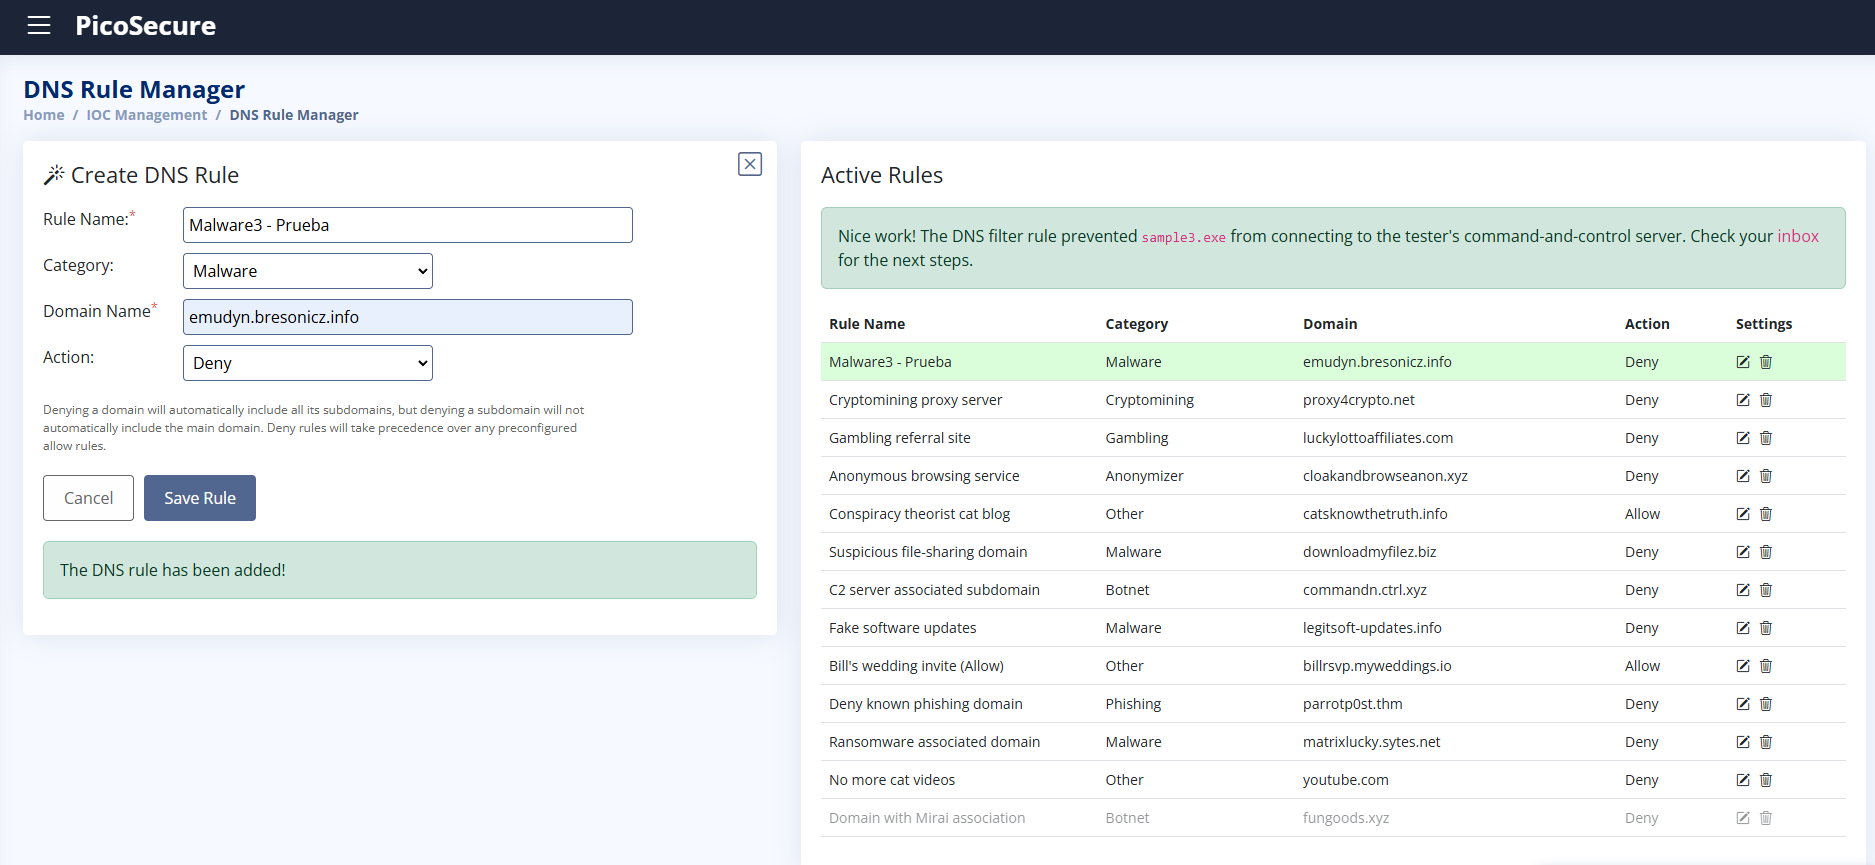 PicoSecure
DNS Rule Manager
Home / IOC Management / DNS Rule Manager
Create DNS Rule
Rule Name:* Malware3 - Prueba
Category: Malware
Domain Name* emudyn.bresonicz.info
Action: Deny
Denying a domain will automatically include all its subdomains, but denying a subdomain will not
automatically include the main domain. Deny rules will take precedence over any preconfigured
allow rules.
Cancel Save Rule
The DNS rule has been added!
Active Rules
Nice work! The DNS filter rule prevented sample3.exe from connecting to the tester's command-and-control server. Check your inbox
for the next steps.
Rule Name Category Domain Action Settings
Malware3 - Prueba Malware emudyn.bresonicz.info Deny
Cryptomining proxy server Cryptomining proxy4crypto.net Deny
Gambling referral site Gambling luckylottoaffiliates.com Deny
Anonymous browsing service Anonymizer cloakandbrowseanon.xyz Deny
Conspiracy theorist cat blog Other catsknowthetruth.info Allow
Suspicious file-sharing domain Malware downloadmyfilez.biz Deny
C2 server associated subdomain Botnet commandn.ctrl.xyz Deny
Fake software updates Malware legitsoft-updates.info Deny
Bill's wedding invite (Allow) Other billrsvp.myweddings.io Allow
Deny known phishing domain Phishing parrotp0st.thm Deny
Ransomware associated domain Malware matrixlucky.sytes.net Deny
No more cat videos Other youtube.com Deny
Domain with Mirai association Botnet fungoods.xyz Deny